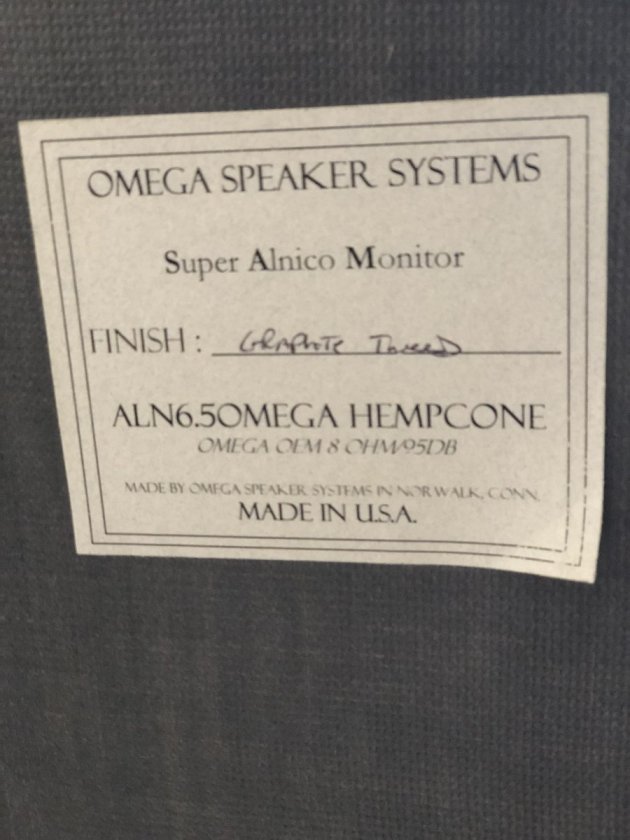 OMEGA SPEAKER SYSTEMS
Super Alnico Monitor
FINISH : Graphite Tweed
ALN6.5OMEGA HEMPCONE
OMEGA OEM 8 OHM/95DB
MADE BY OMEGA SPEAKER SYSTEMS IN NORWALK, CONN.
MADE IN U.S.A.